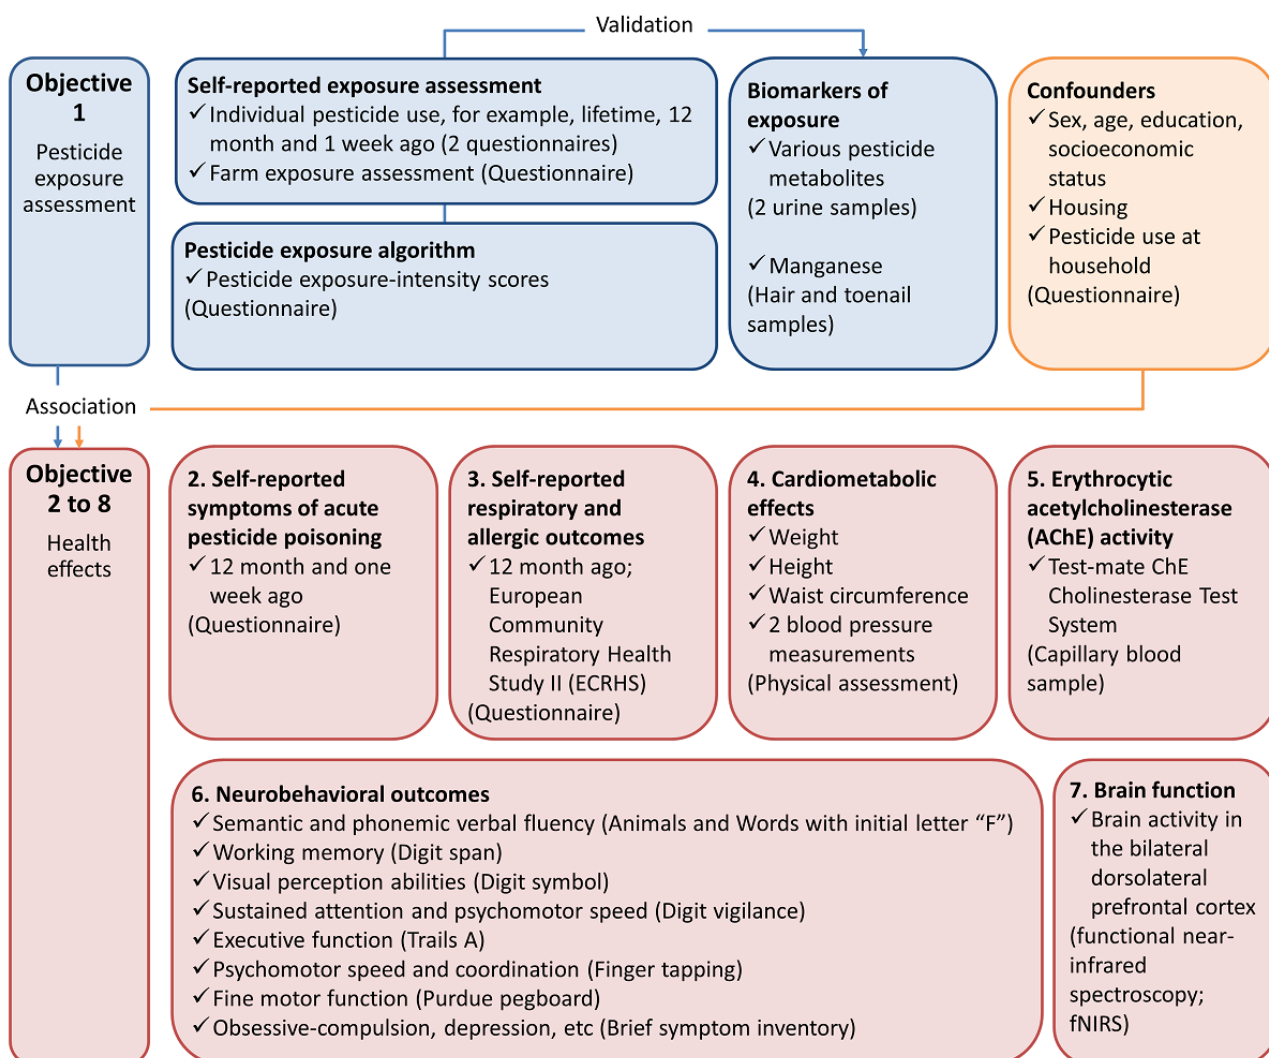 Validation
Objective
1
Pesticide
exposure
assessment
Self-reported exposure assessment
✓ Individual pesticide use, for example, lifetime, 12
month and 1 week ago (2 questionnaires)
✓ Farm exposure assessment (Questionnaire)
Pesticide exposure algorithm
✓ Pesticide exposure-intensity scores
(Questionnaire)
Biomarkers of
exposure
✓ Various pesticide
metabolites
(2 urine samples)
✓ Manganese
(Hair and toenail
samples)
Confounders
✓ Sex, age, education,
socioeconomic
status
✓ Housing
✓ Pesticide use at
household
(Questionnaire)
Association
Objective
2 to 8
Health
effects
2. Self-reported
symptoms of acute
pesticide poisoning
✓ 12 month and one
week ago
(Questionnaire)
3. Self-reported
respiratory and
allergic outcomes
✓ 12 month ago;
European
Community
Respiratory Health
Study II (ECRHS)
(Questionnaire)
4. Cardiometabolic
effects
✓ Weight
✓ Height
✓ Waist circumference
✓ 2 blood pressure
measurements
(Physical assessment)
5. Erythrocytic
acetylcholinesterase
(AChE) activity
✓ Test-mate ChE
Cholinesterase Test
System
(Capillary blood
sample)
6. Neurobehavioral outcomes
✓ Semantic and phonemic verbal fluency (Animals and Words with initial letter “F”)
✓ Working memory (Digit span)
✓ Visual perception abilities (Digit symbol)
✓ Sustained attention and psychomotor speed (Digit vigilance)
✓ Executive function (Trails A)
✓ Psychomotor speed and coordination (Finger tapping)
✓ Fine motor function (Purdue pegboard)
✓ Obsessive-compulsion, depression, etc (Brief symptom inventory)
7. Brain function
✓ Brain activity in
the bilateral
dorsolateral
prefrontal cortex
(functional near-
infrared
spectroscopy;
fNIRS)